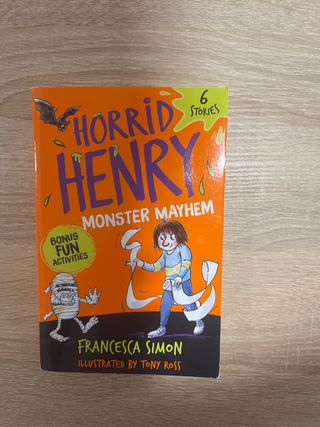 6
STORIES
HORRID
HENRY
MONSTER MAYHEM
BONUS
FUN
ACTIVITIES
FRANCESCA SIMON
ILLUSTRATED BY TONY ROSS